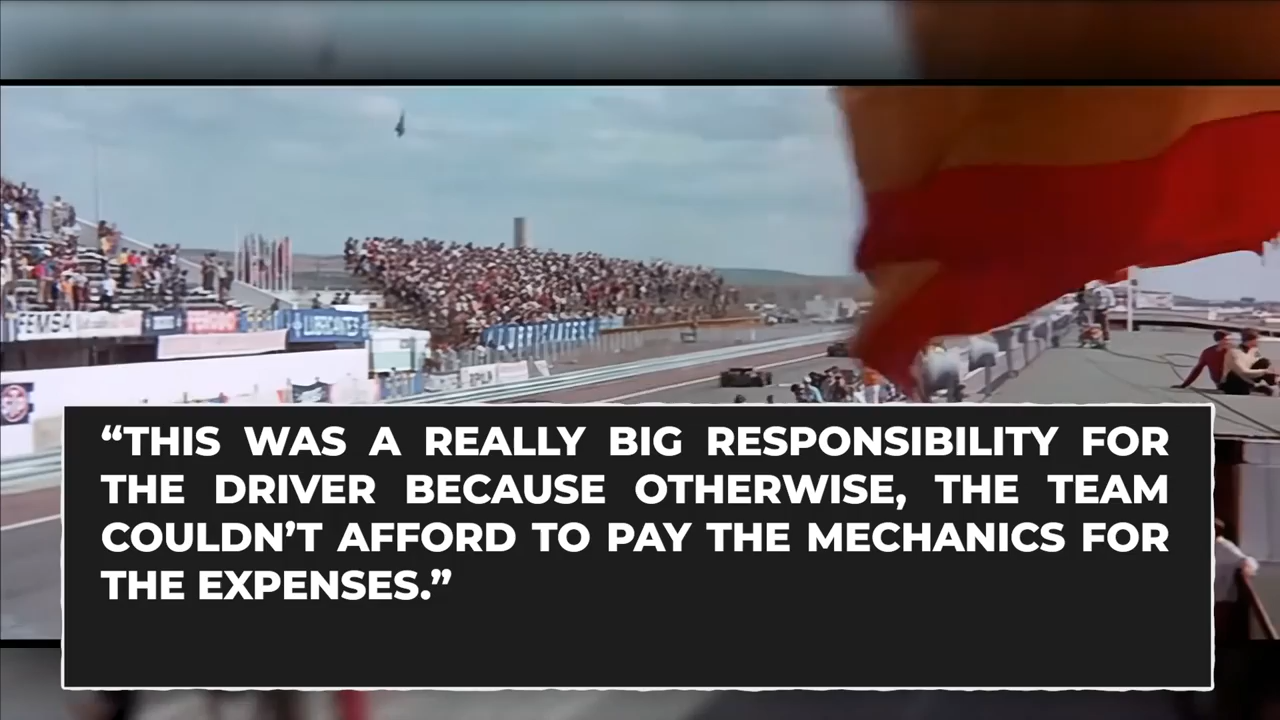 LUBRICANTES
“THIS WAS A REALLY BIG RESPONSIBILITY FOR
THE DRIVER BECAUSE OTHERWISE, THE TEAM
COULDN’T AFFORD TO PAY THE MECHANICS FOR
THE EXPENSES.”